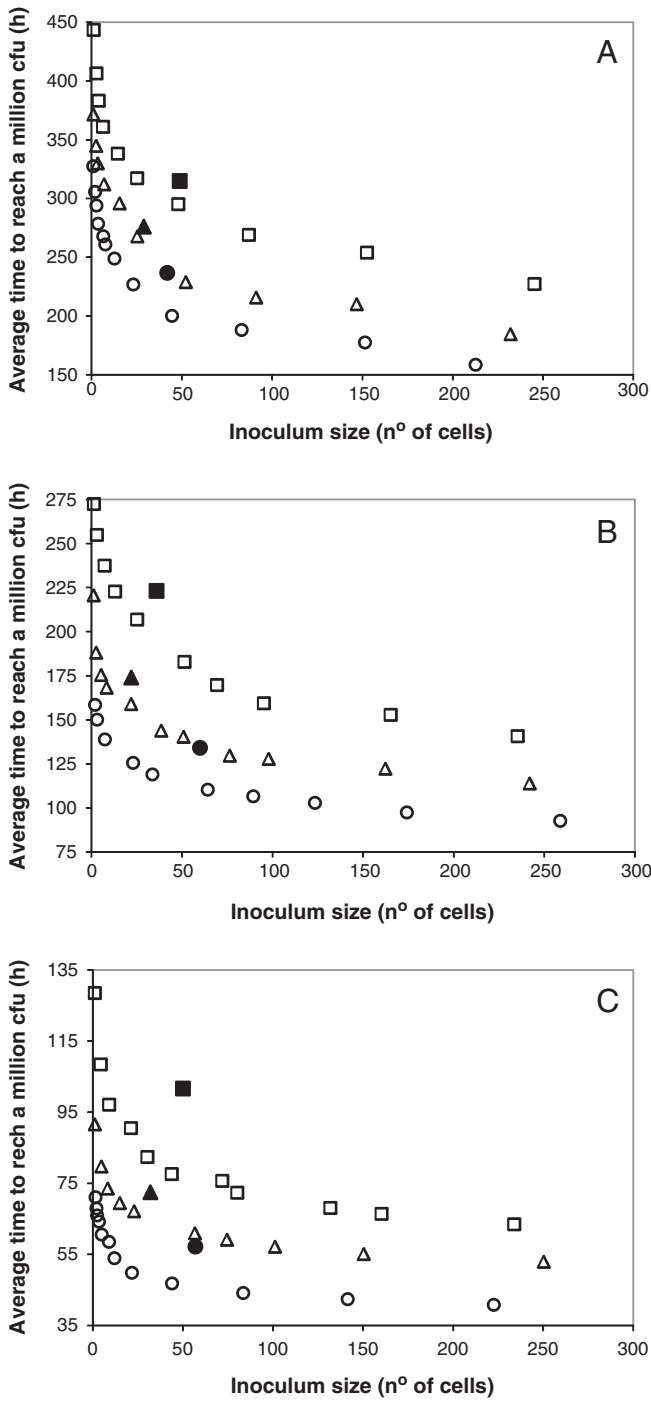 A
Average time to reach a million cfu (h)
450
400
350
300
250
200
150
0 50 100 150 200 250 300
Inoculum size (nº of cells)
B
Average time to reach a million cfu (h)
275
250
225
200
175
150
125
100
75
0 50 100 150 200 250 300
Inoculum size (nº of cells)
C
Average time to rech a million cfu (h)
135
115
95
75
55
35
0 50 100 150 200 250 300
Inoculum size (nº of cells)